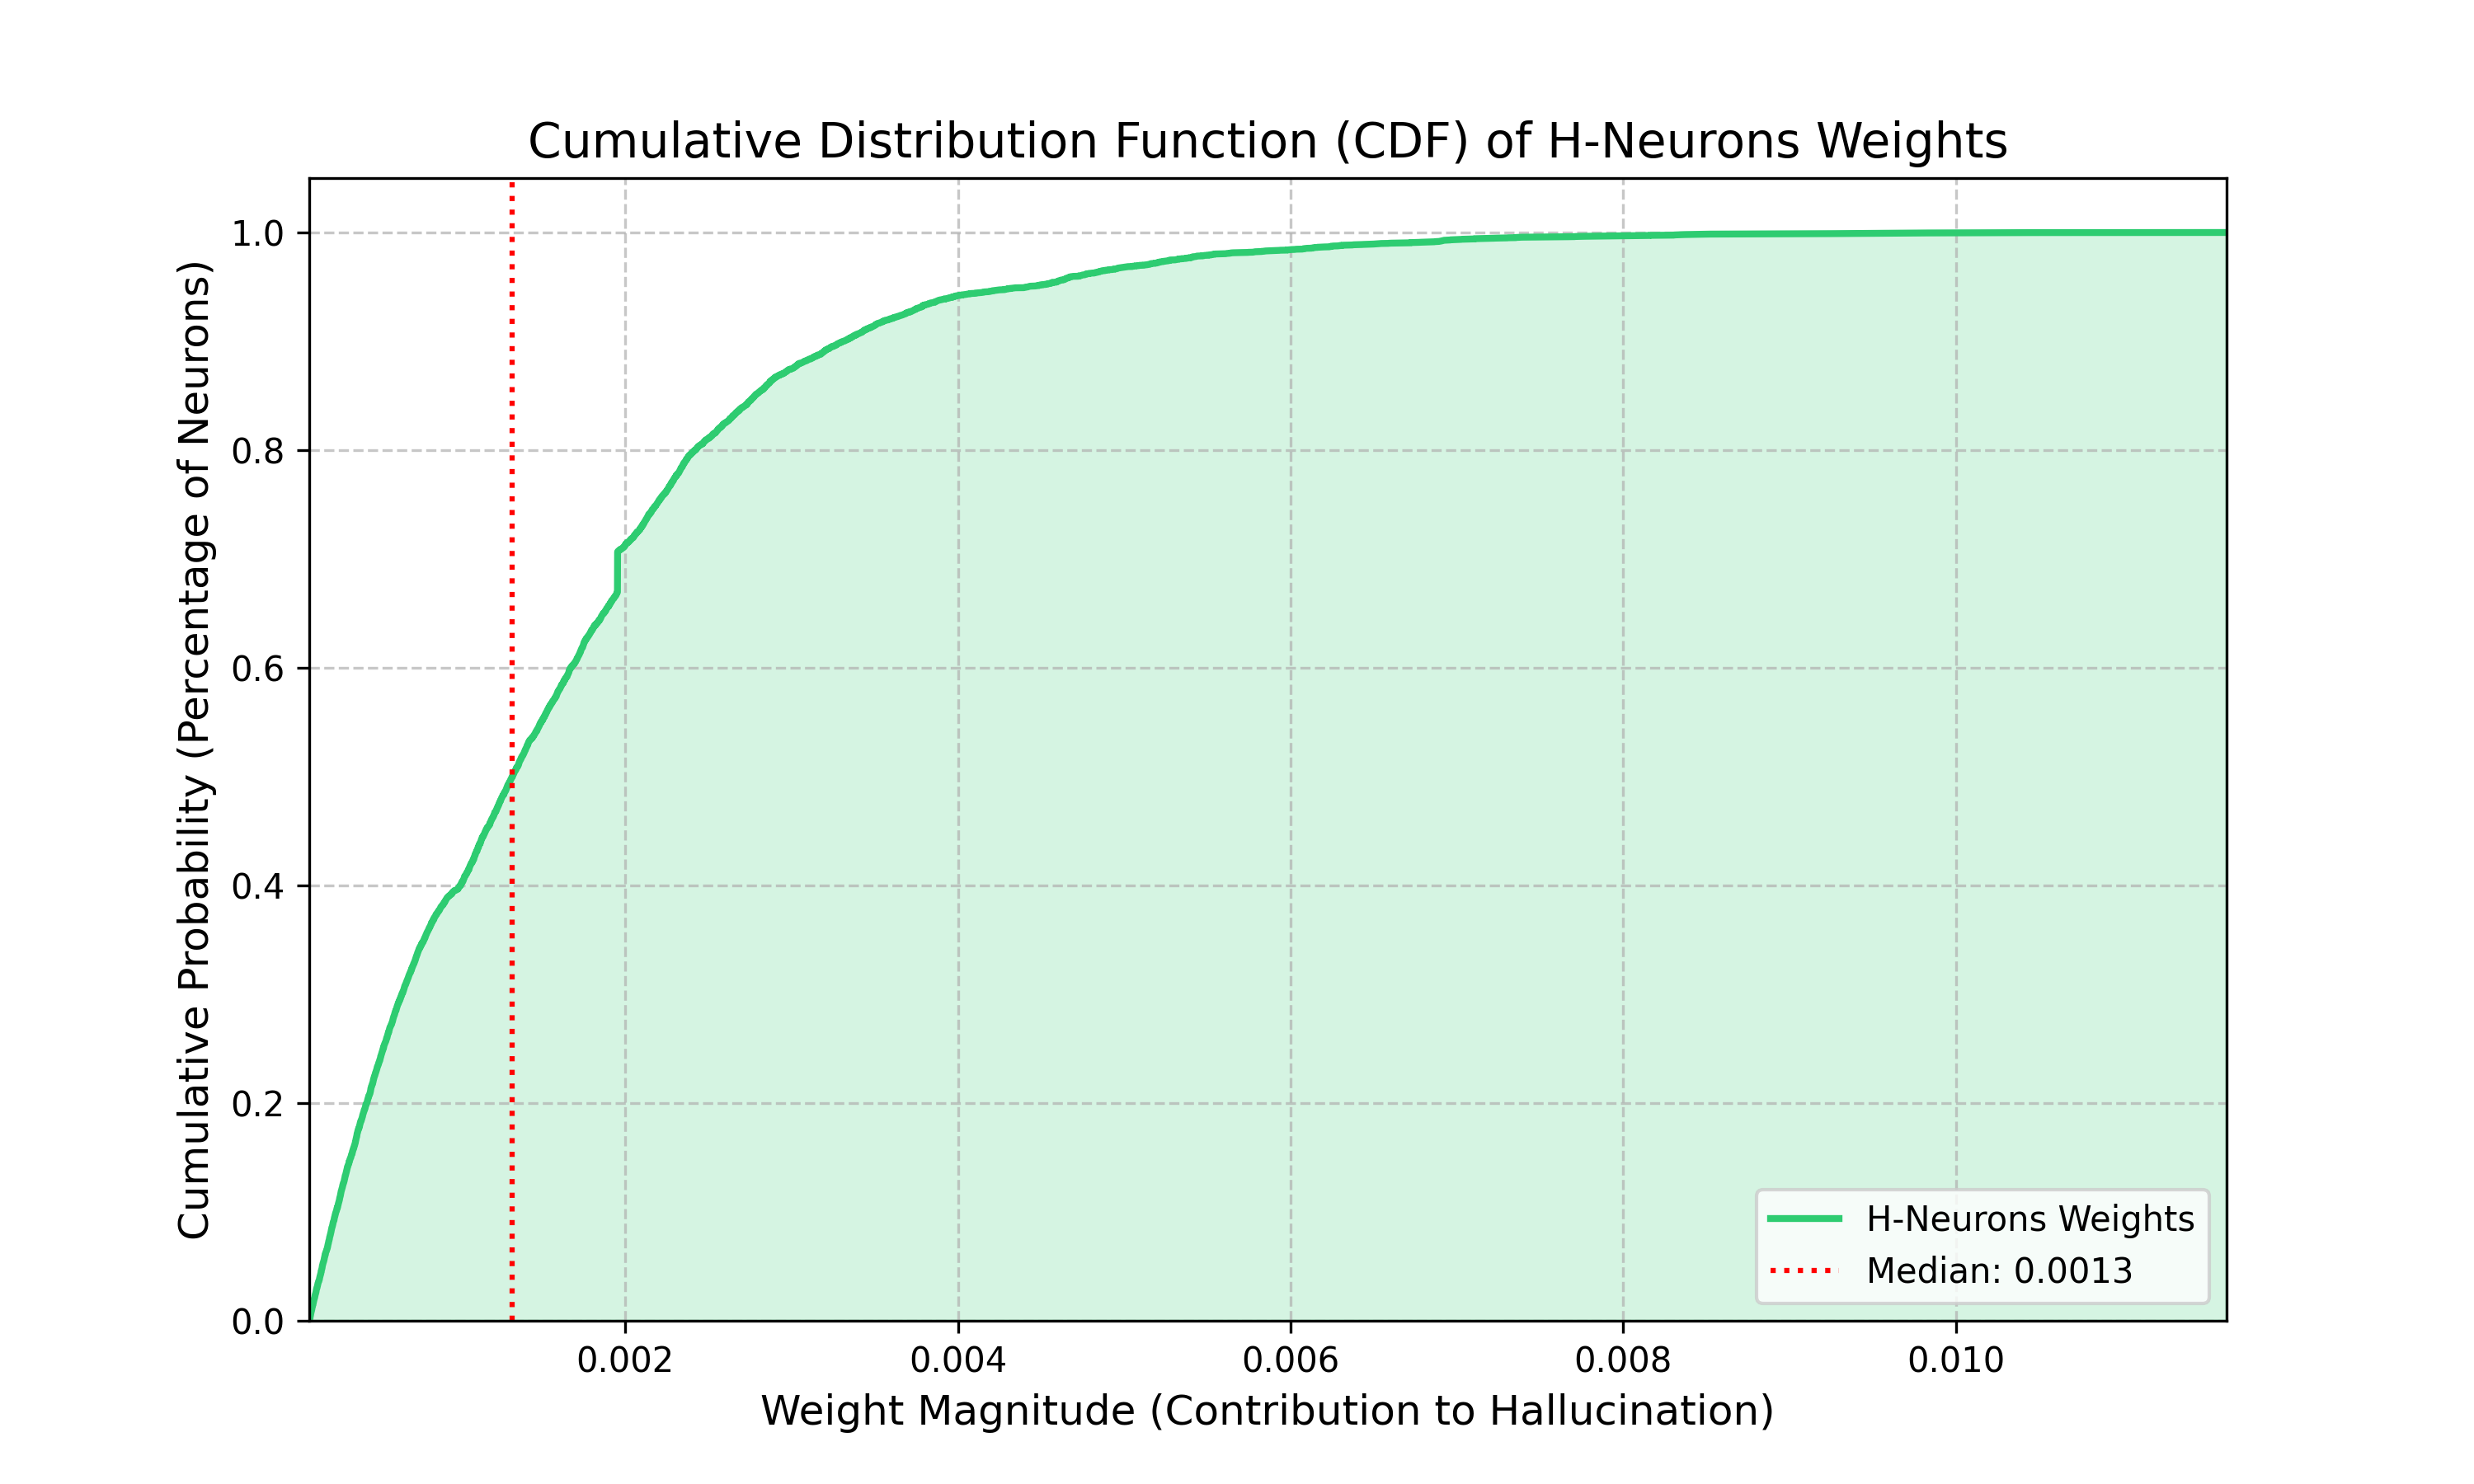 Cumulative Distribution Function (CDF) of H-Neurons Weights
Cumulative Probability (Percentage of Neurons)
1.0
0.8
0.6
0.4
0.2
0.0
0.002
0.004
0.006
0.008
0.010
Weight Magnitude (Contribution to Hallucination)
H-Neurons Weights
Median: 0.0013